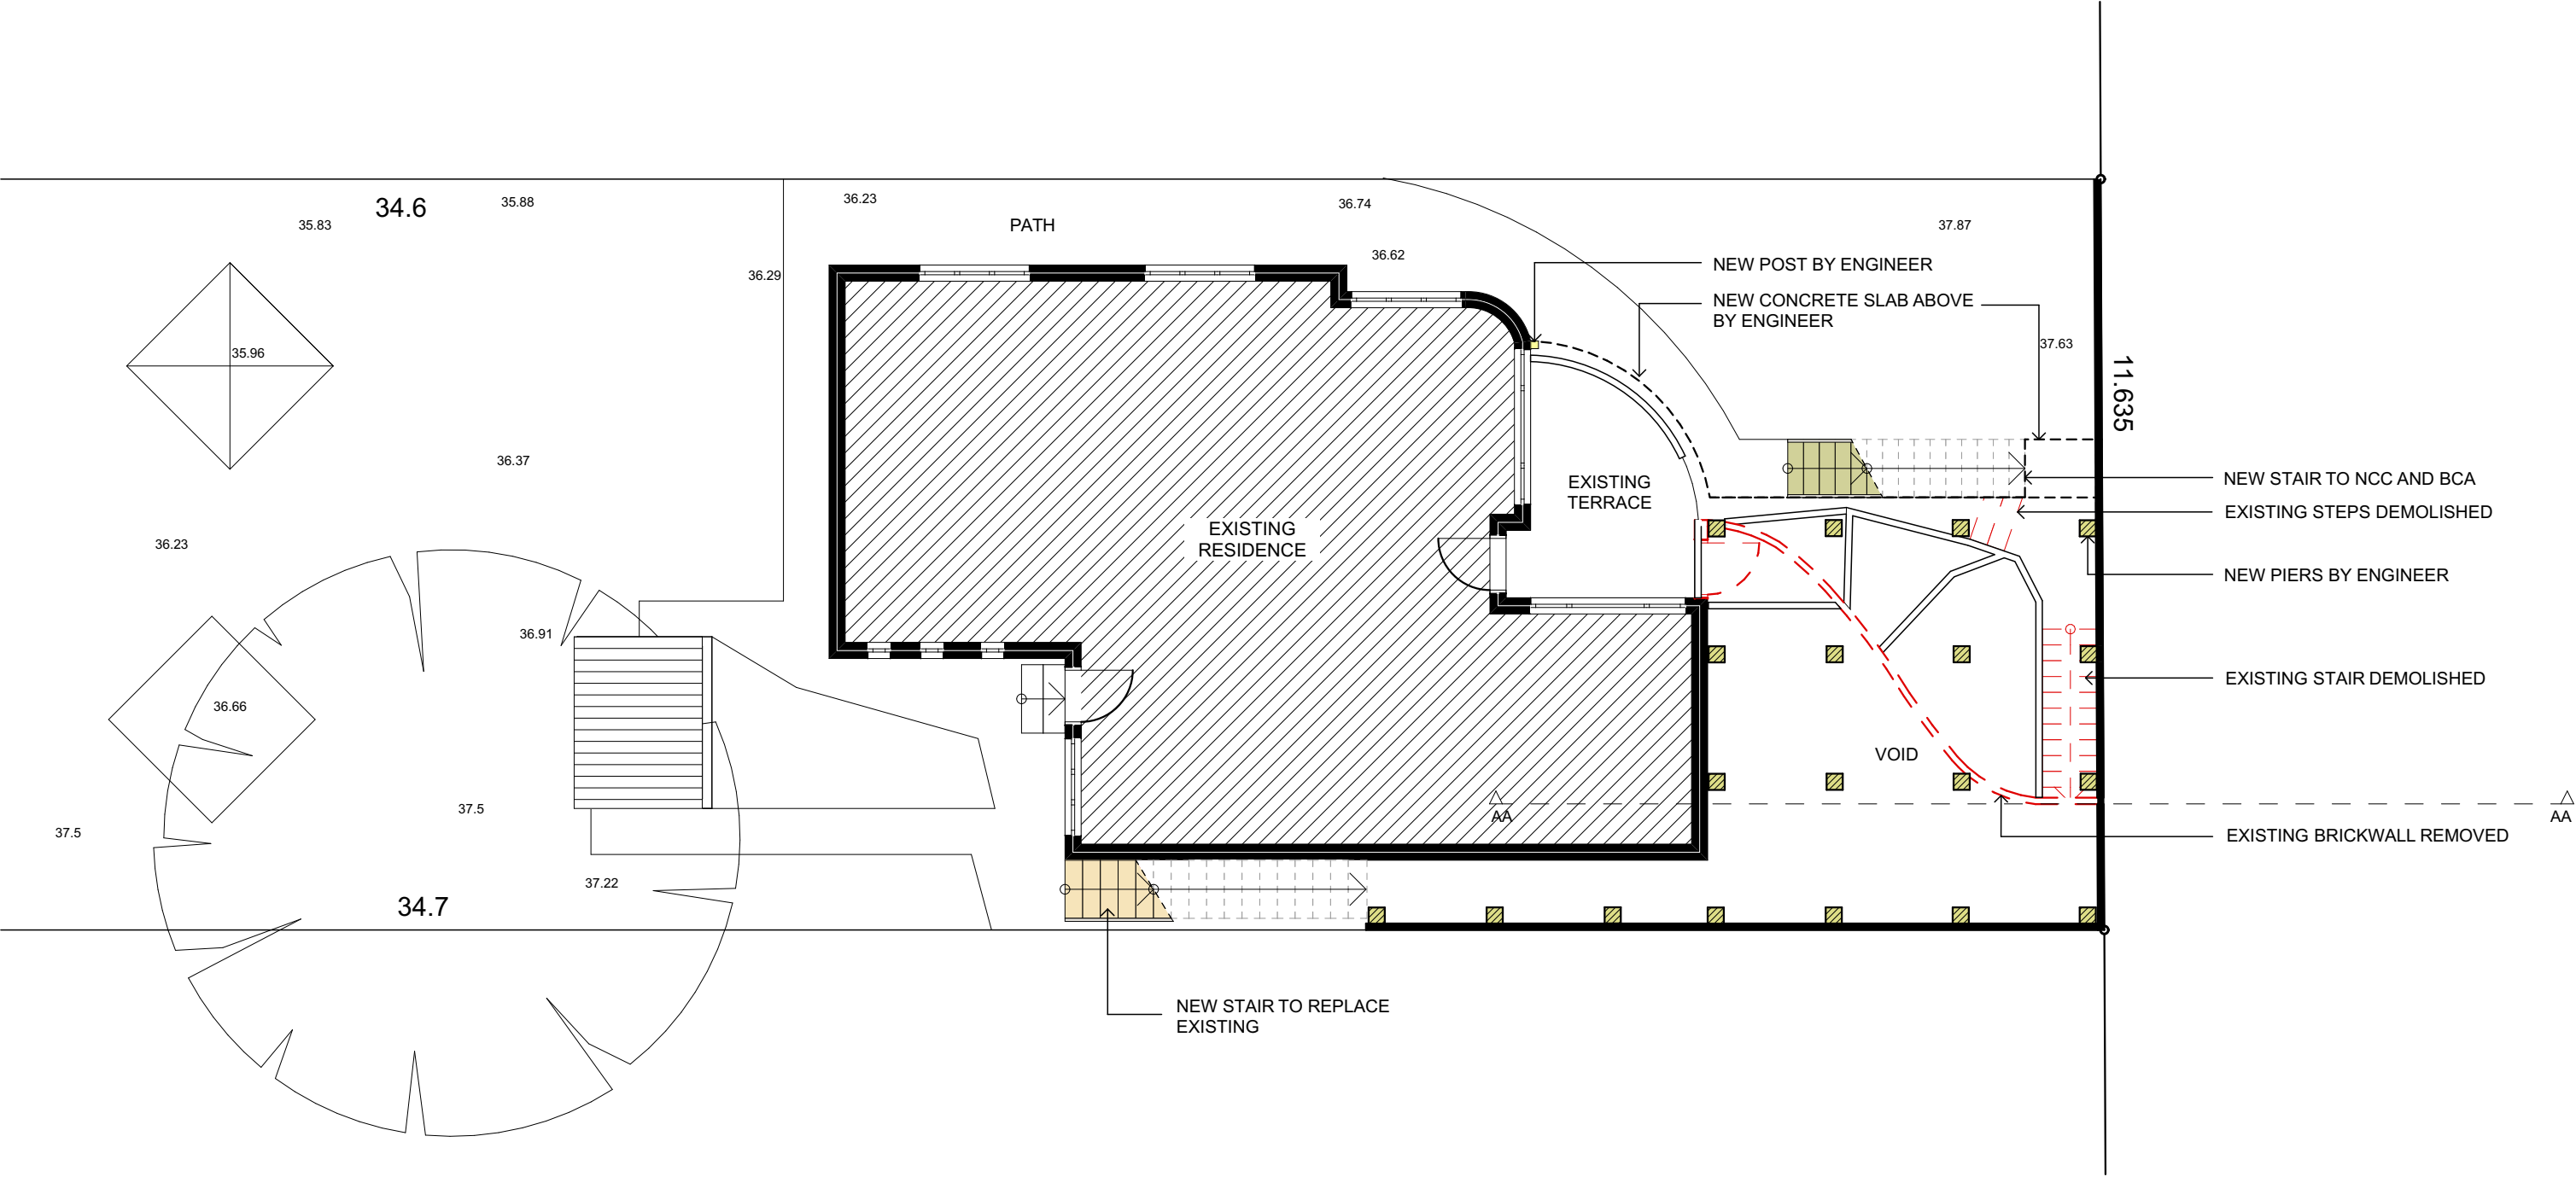 34.6
35.88
36.23
36.74
35.83
PATH
37.87
36.62
36.29
NEW POST BY ENGINEER
NEW CONCRETE SLAB ABOVE
BY ENGINEER
35.96
37.63
11.635
36.37
EXISTING
TERRACE
NEW STAIR TO NCC AND BCA
EXISTING STEPS DEMOLISHED
EXISTING
RESIDENCE
36.23
NEW PIERS BY ENGINEER
36.91
EXISTING STAIR DEMOLISHED
36.66
VOID
37.5
37.5
AA
AA
EXISTING BRICKWALL REMOVED
37.22
34.7
NEW STAIR TO REPLACE
EXISTING